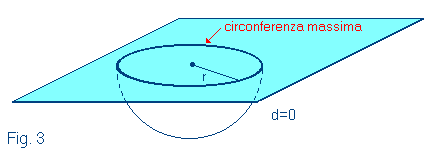 circonferenza massima
r
d=0
Fig. 3